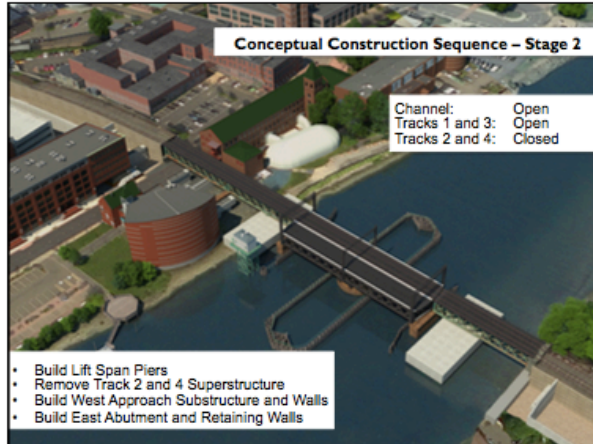 Conceptual Construction Sequence – Stage 2
Channel: Open
Tracks 1 and 3: Open
Tracks 2 and 4: Closed
• Build Lift Span Piers
• Remove Track 2 and 4 Superstructure
• Build West Approach Substructure and Walls
• Build East Abutment and Retaining Walls